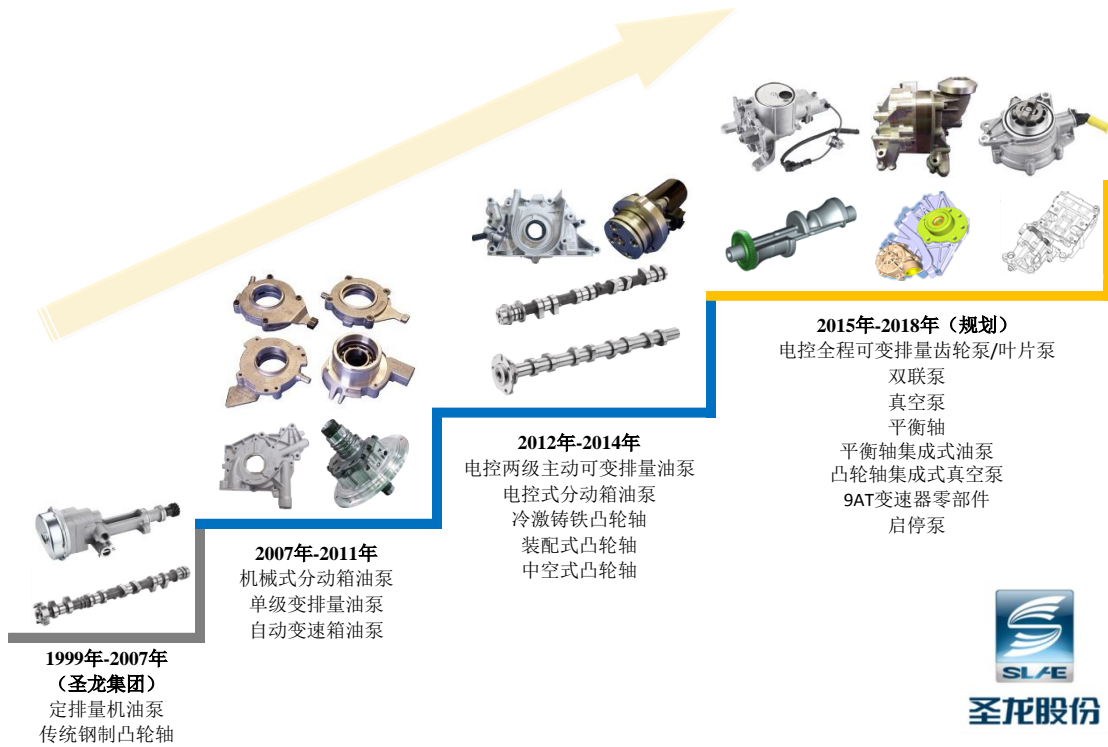 1999年-2007年
（圣龙集团）
定排量机油泵
传统钢制凸轮轴
2007年-2011年
机械式分动箱油泵
单级变排量油泵
自动变速箱油泵
2012年-2014年
电控两级主动可变排量油泵
电控式分动箱油泵
冷激铸铁凸轮轴
装配式凸轮轴
中空式凸轮轴
2015年-2018年（规划）
电控全程可变排量齿轮泵/叶片泵
双联泵
真空泵
平衡轴
平衡轴集成式油泵
凸轮轴集成式真空泵
9AT变速器零部件
启停泵
SLAE
圣龙股份